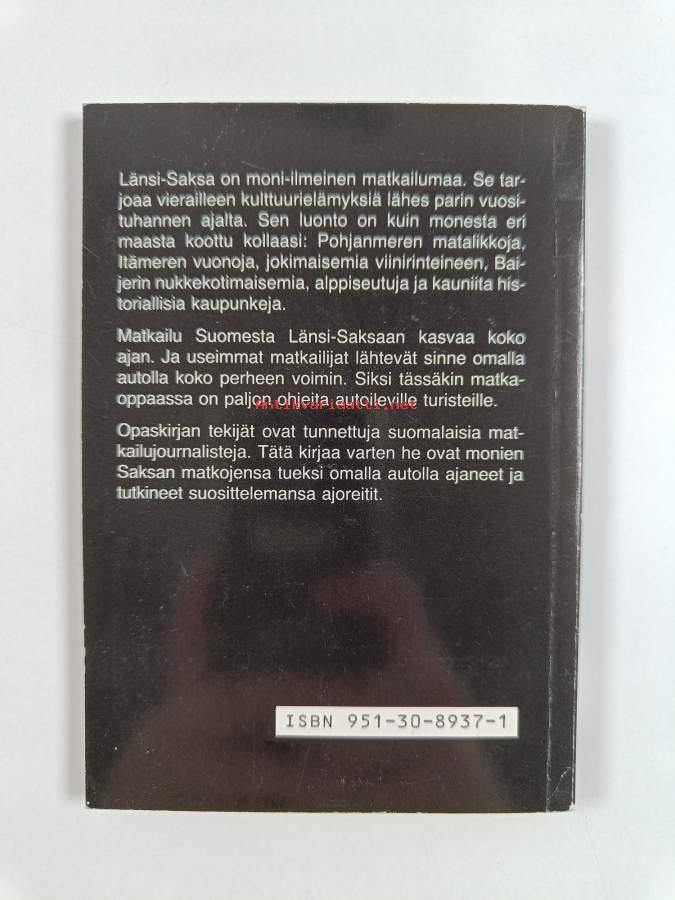 Länsi-Saksa on moni-ilmeinen matkailumaa. Se tar-
joaa vierailleen kulttuurielämyksiä lähes parin vuosi-
tuhannen ajalta. Sen luonto on kuin monesta eri
maasta koottu kollaasi: Pohjanmeren matalikkoja,
Itämeren vuonoja, jokimaisemia viinirinteineen, Bai-
jerin nukkekotimaisemia, alppiseutuja ja kauniita his-
toriallisia kaupunkeja.
Matkailu Suomesta Länsi-Saksaan kasvaa koko
ajan. Ja useimmat matkailijat lähtevät sinne omalla
autolla koko perheen voimin. Siksi tässäkin matka-
oppaassa on paljon ohjeita autoileville turisteille.
Antikvariaatti.net
Opaskirjan tekijät ovat tunnettuja suomalaisia mat-
kailujournalisteja. Tätä kirjaa varten he ovat monien
Saksan matkojensa tueksi omalla autolla ajaneet ja
tutkineet suosittelemansa ajoreitit.
ISBN 951-30-8937-1